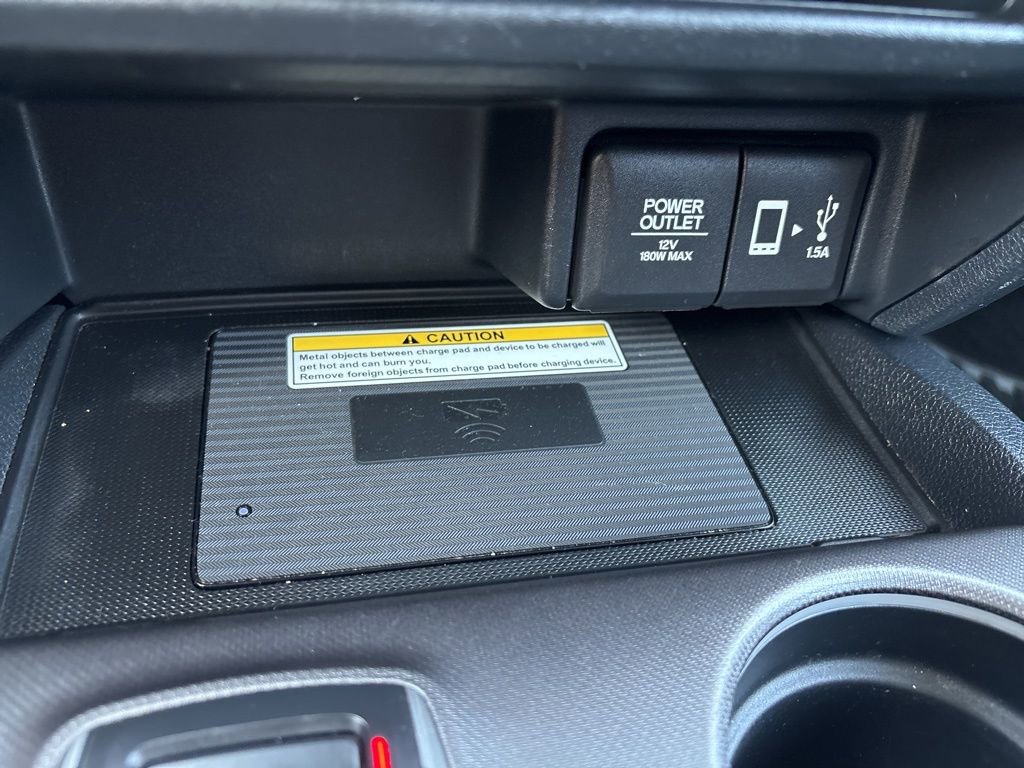 POWER
OUTLET
12V
180W MAX
1.5A
CAUTION
Metal objects between charge pad and device to be charged will
get hot and can burn you.
Remove foreign objects from charge pad before charging device.